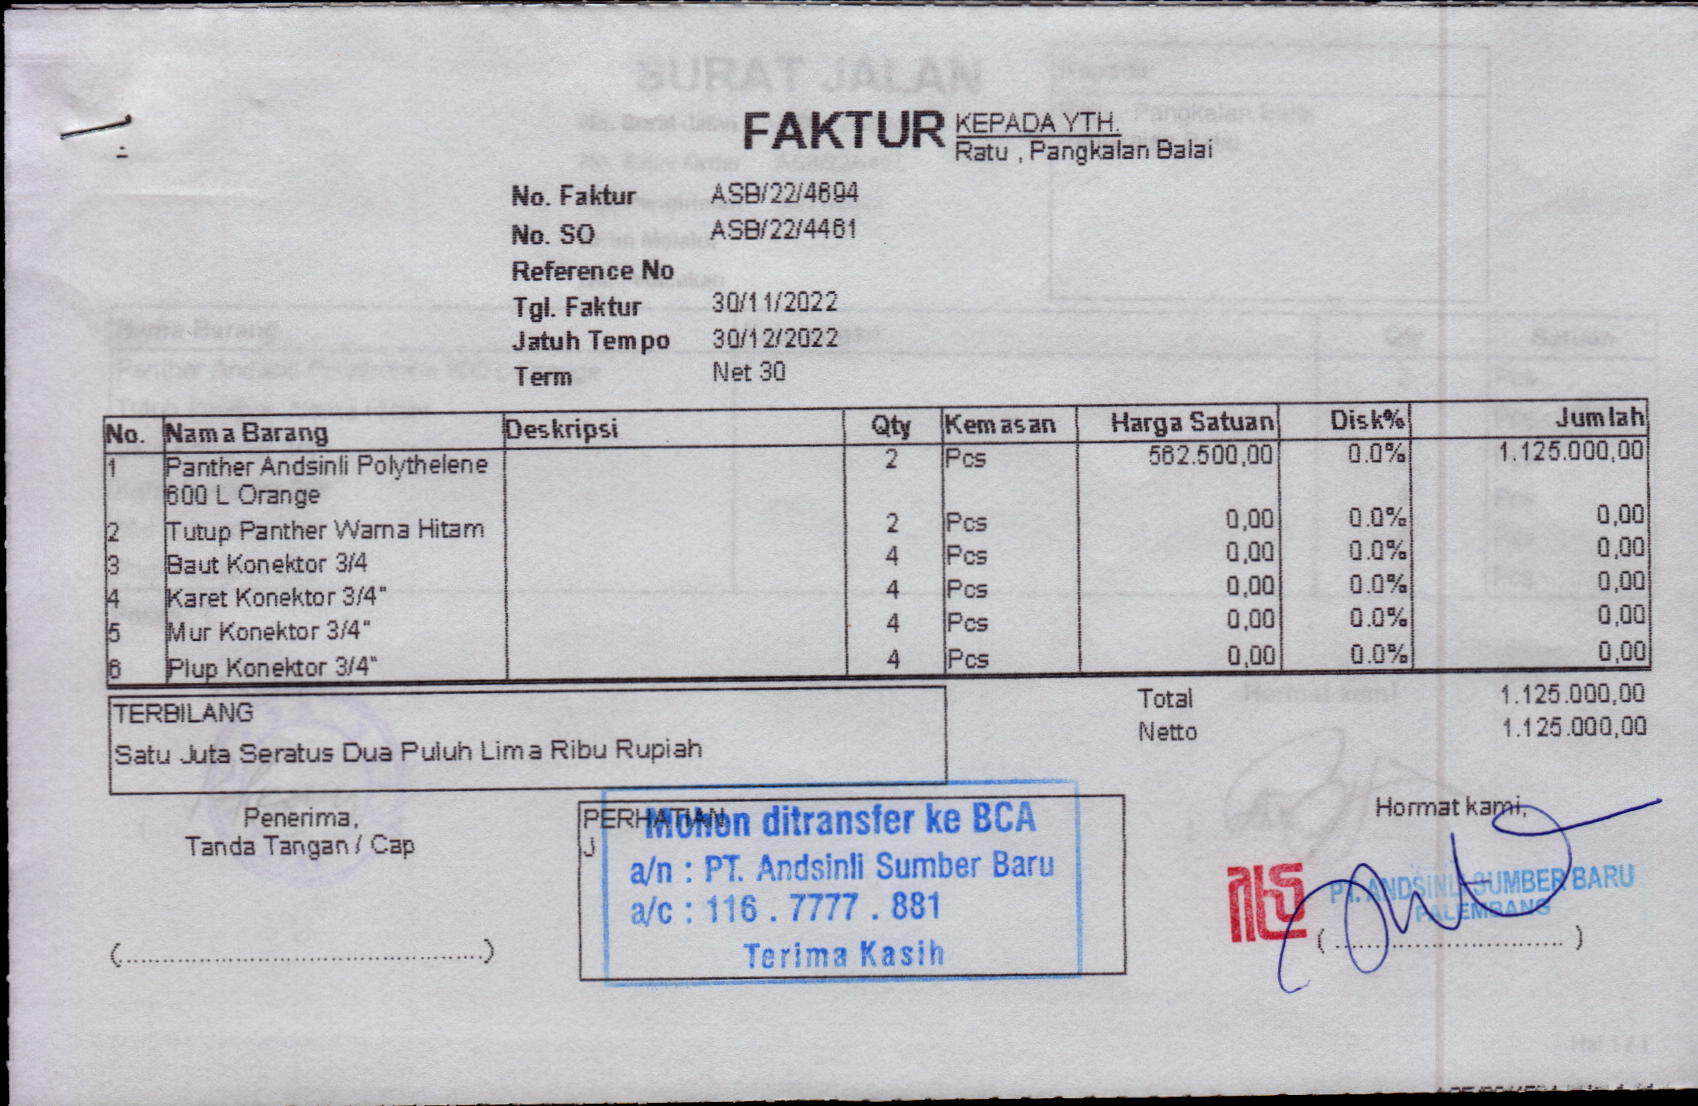 FAKTUR
KEPADA YTH.
Ratu , Pangkalan Balai
No. Faktur ASB/22/4694
No. SO ASB/22/4461
Reference No
Tgl. Faktur 30/11/2022
Jatuh Tempo 30/12/2022
Term Net 30
No. Nama Barang Deskripsi Qty Kemasan Harga Satuan Disk% Jumlah
1 Panther Andsinli Polythelene 2 Pcs 562.500,00 0.0% 1.125.000,00
600 L Orange
2 Tutup Panther Warna Hitam 2 Pcs 0,00 0.0% 0,00
3 Baut Konektor 3/4 4 Pcs 0,00 0.0% 0,00
4 Karet Konektor 3/4" 4 Pcs 0,00 0.0% 0,00
5 Mur Konektor 3/4" 4 Pcs 0,00 0.0% 0,00
6 Plup Konektor 3/4" 4 Pcs 0,00 0.0% 0,00
Total 1.125.000,00
Netto 1.125.000,00
TERBILANG
Satu Juta Seratus Dua Puluh Lima Ribu Rupiah
Penerima,
Tanda Tangan / Cap
(................................................)
PERHATIAN
J
Mohon ditransfer ke BCA
a/n : PT. Andsinli Sumber Baru
a/c : 116 . 7777 . 881
Terima Kasih
Hormat kami,
PT. ANDSINLI SUMBER BARU
PALEMBANG
( .............................. )
SURAT JALAN
Hal 1 / 1